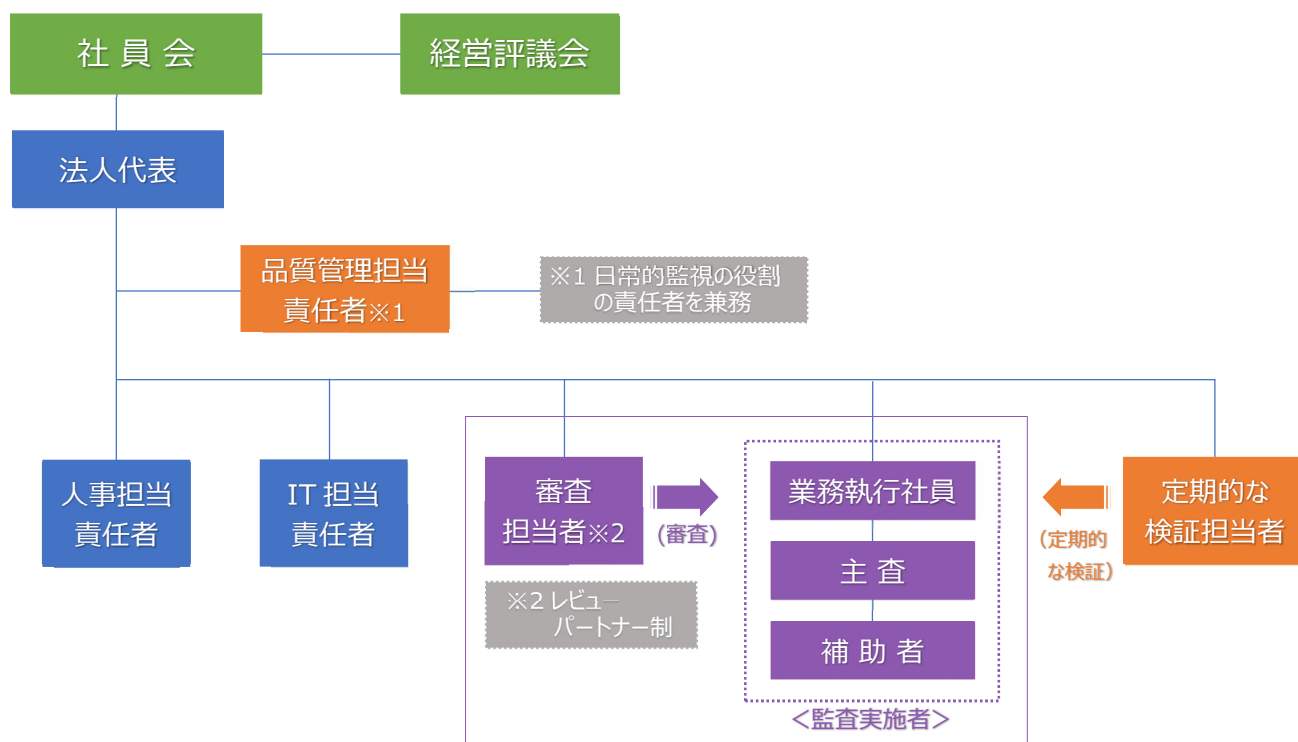 社 員 会
経営評議会
法人代表
品質管理担当
責任者※1
※1 日常的監視の役割
の責任者を兼務
人事担当
責任者
IT 担当
責任者
審査
担当者※2
(審査)
※2 レビュー
パートナー制
業務執行社員
主 査
補 助 者
＜監査実施者＞
(定期的
な検証)
定期的な
検証担当者